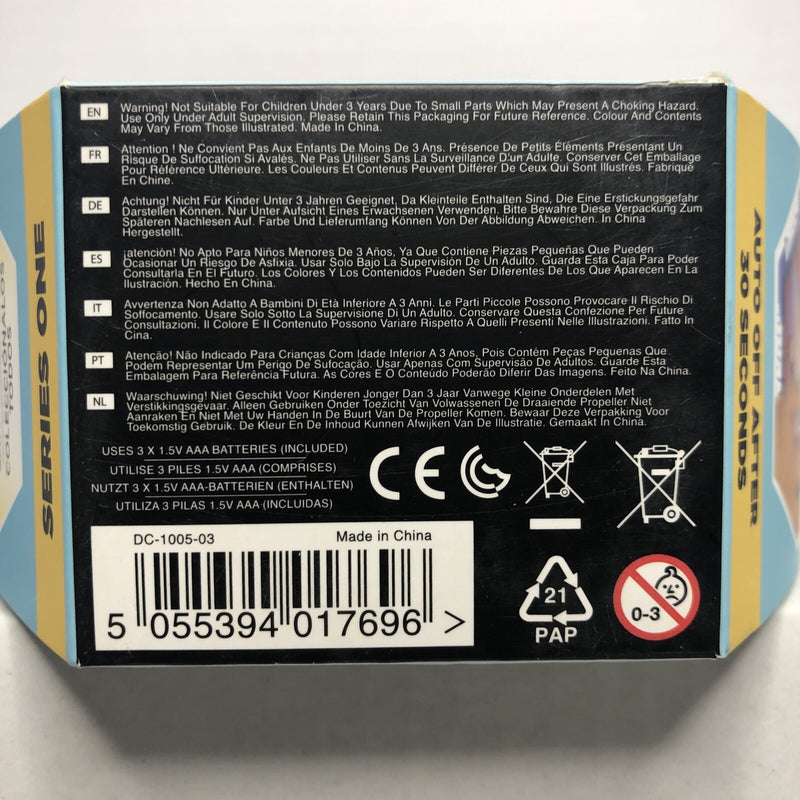 EN
Warning! Not Suitable For Children Under 3 Years Due To Small Parts Which May Present A Choking Hazard.
Use Only Under Adult Supervision. Please Retain This Packaging For Future Reference. Colour And Contents
May Vary From Those Illustrated. Made In China.
FR
Attention ! Ne Convient Pas Aux Enfants De Moins De 3 Ans. Présence De Petits Éléments Présentant Un
Risque De Suffocation Si Avalés. Ne Pas Utiliser Sans La Surveillance D'un Adulte. Conserver Cet Emballage
Pour Référence Ultérieure. Les Couleurs Et Contenus Peuvent Différer De Ceux Qui Sont Illustrés. Fabriqué
En Chine.
DE
Achtung! Nicht Für Kinder Unter 3 Jahren Geeignet, Da Kleinteile Enthalten Sind, Die Eine Erstickungsgefahr
Darstellen Können. Nur Unter Aufsicht Eines Erwachsenen Verwenden. Bitte Bewahre Diese Verpackung Zum
Späteren Nachlesen Auf. Farbe Und Lieferumfang Können Von Der Abbildung Abweichen. In China
Hergestellt.
ES
¡atención! No Apto Para Niños Menores De 3 Años, Ya Que Contiene Piezas Pequeñas Que Pueden
Ocasionar Un Riesgo De Asfixia. Usar Solo Bajo La Supervisión De Un Adulto. Guarda Esta Caja Para Poder
Consultarla En El Futuro. Los Colores Y Los Contenidos Pueden Ser Diferentes De Los Que Aparecen En La
Ilustración. Hecho En China.
IT
Avvertenza Non Adatto A Bambini Di Età Inferiore A 3 Anni. Le Parti Piccole Possono Provocare Il Rischio Di
Soffocamento. Usare Solo Sotto La Supervisione Di Un Adulto. Conservare Questa Confezione Per Future
Consultazioni. Il Colore E Il Contenuto Possono Variare Rispetto A Quelli Presenti Nelle Illustrazioni. Fatto In
Cina.
PT
Atenção! Não Indicado Para Crianças Com Idade Inferior A 3 Anos, Pois Contém Peças Pequenas Que
Podem Representar Um Perigo De Sufocação. Usar Apenas Com Supervisão De Adultos. Guarde Esta
Embalagem Para Referência Futura. As Cores E O Conteúdo Poderão Diferir Das Imagens. Feito Na China.
NL
Waarschuwing! Niet Geschikt Voor Kinderen Jonger Dan 3 Jaar Vanwege Kleine Onderdelen Met
Verstikkingsgevaar. Alleen Gebruiken Onder Toezicht Van Volwassenen De Draaiende Propeller Niet
Aanraken En Niet Met Uw Handen In De Buurt Van De Propeller Komen. Bewaar Deze Verpakking Voor
Toekomstig Gebruik. De Kleur En De Inhoud Kunnen Afwijken Van De Illustratie. Gemaakt In China.
USES 3 X 1.5V AAA BATTERIES (INCLUDED)
UTILISE 3 PILES 1.5V AAA (COMPRISES)
NUTZT 3 X 1.5V AAA-BATTERIEN (ENTHALTEN)
UTILIZA 3 PILAS 1.5V AAA (INCLUIDAS)
CE
DC-1005-03
Made in China
5 055394 017696 >
21
PAP
0-3
SERIES ONE
TODOS
AUTO OFF AFTER
30 SECONDS